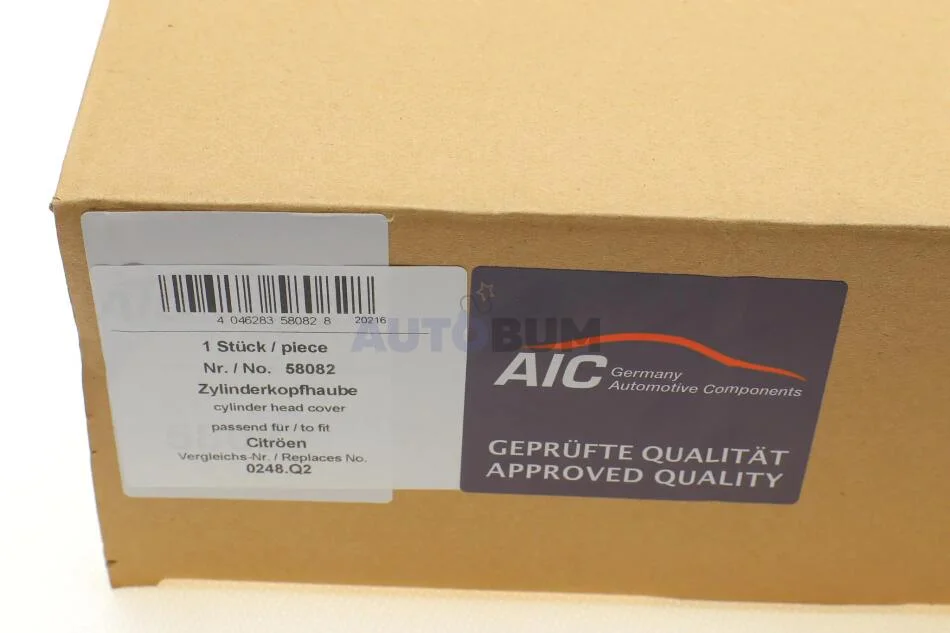 4 046283 58082 8 20216
AUTOBUM
1 Stück / piece
Nr. / No. 58082
Zylinderkopfhaube
cylinder head cover
passend für / to fit
Citröen
Vergleichs-Nr. / Replaces No.
0248.Q2
AIC Germany
Automotive Components
GEPRÜFTE QUALITÄT
APPROVED QUALITY